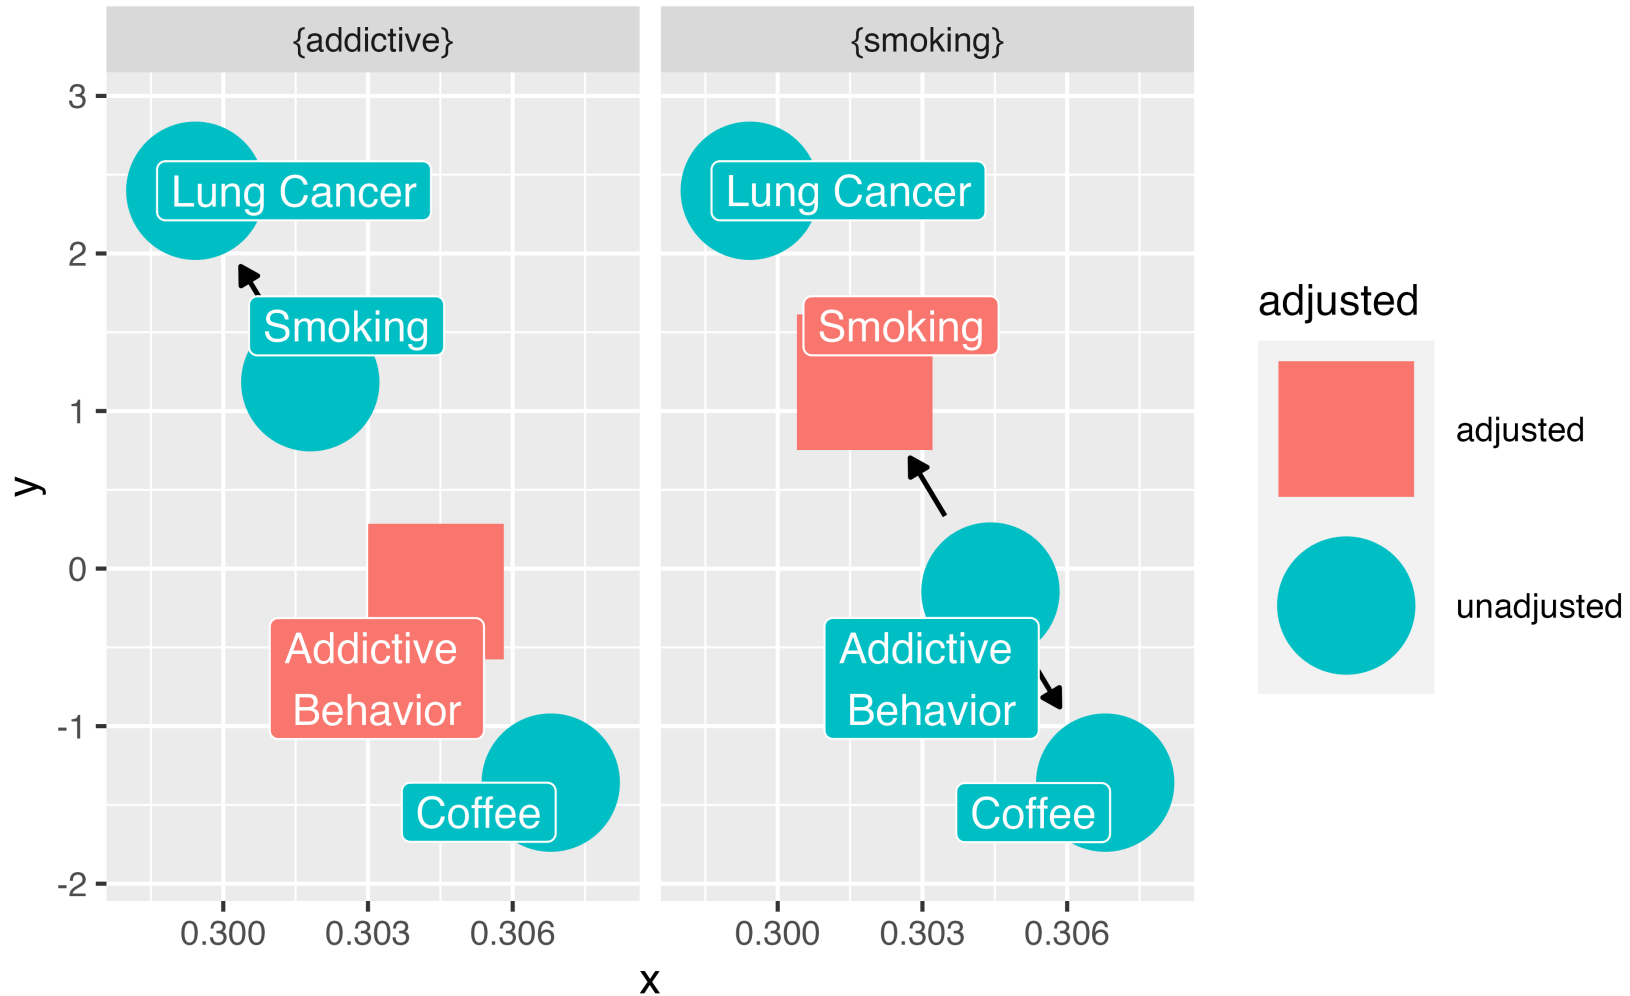 {addictive}
{smoking}
3
2
1
0
-1
-2
y
Lung Cancer
Smoking
Addictive
Behavior
Coffee
Lung Cancer
Smoking
Addictive
Behavior
Coffee
0.300
0.303
0.306
0.300
0.303
0.306
x
adjusted
adjusted
unadjusted